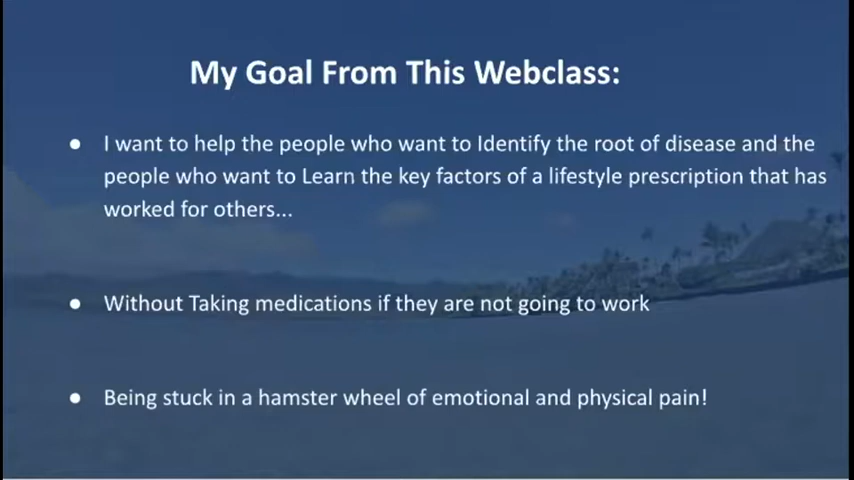 My Goal From This Webclass:
● I want to help the people who want to Identify the root of disease and the
people who want to Learn the key factors of a lifestyle prescription that has
worked for others...
● Without Taking medications if they are not going to work
● Being stuck in a hamster wheel of emotional and physical pain!